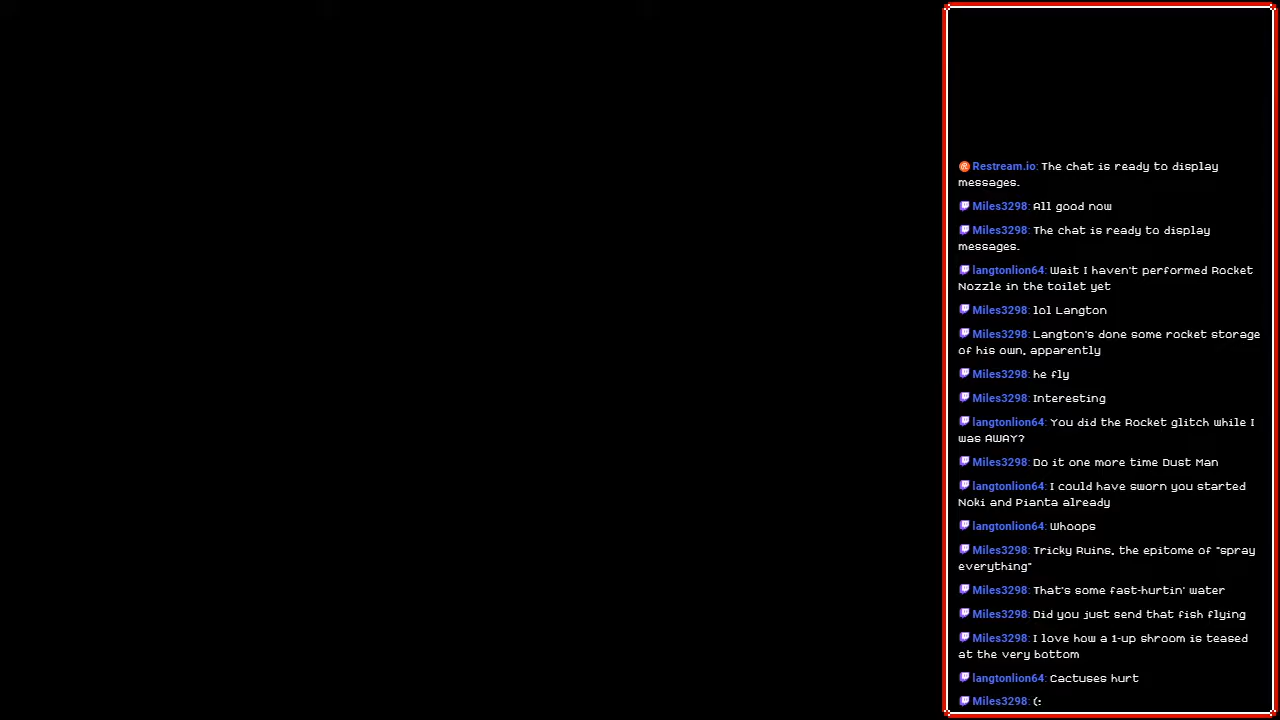 Restream.io: The chat is ready to display
messages.
Miles3298: All good now
Miles3298: The chat is ready to display
messages.
langtonlion64: Wait I haven't performed Rocket
Nozzle in the toilet yet
Miles3298: lol Langton
Miles3298: Langton's done some rocket storage
of his own, apparently
Miles3298: he fly
Miles3298: Interesting
langtonlion64: You did the Rocket glitch while I
was AWAY?
Miles3298: Do it one more time Dust Man
langtonlion64: I could have sworn you started
Noki and Pianta already
langtonlion64: Whoops
Miles3298: Tricky Ruins, the epitome of "spray
everything"
Miles3298: That's some fast-hurtin' water
Miles3298: Did you just send that fish flying
Miles3298: I love how a 1-up shroom is teased
at the very bottom
langtonlion64: Cactuses hurt
Miles3298: (: